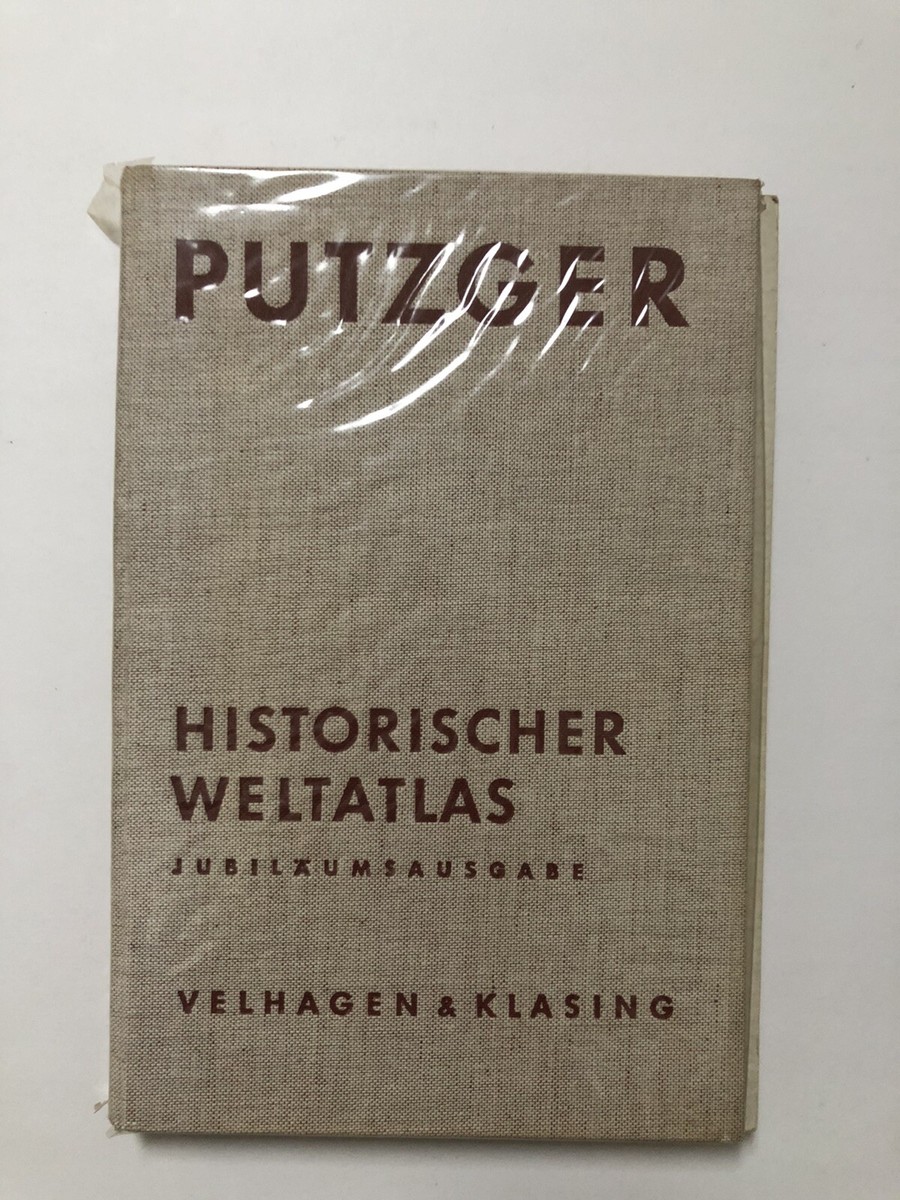 PUTZGER
HISTORISCHER
WELTATLAS
JUBILÄUMSAUSGABE
VELHAGEN & KLASING